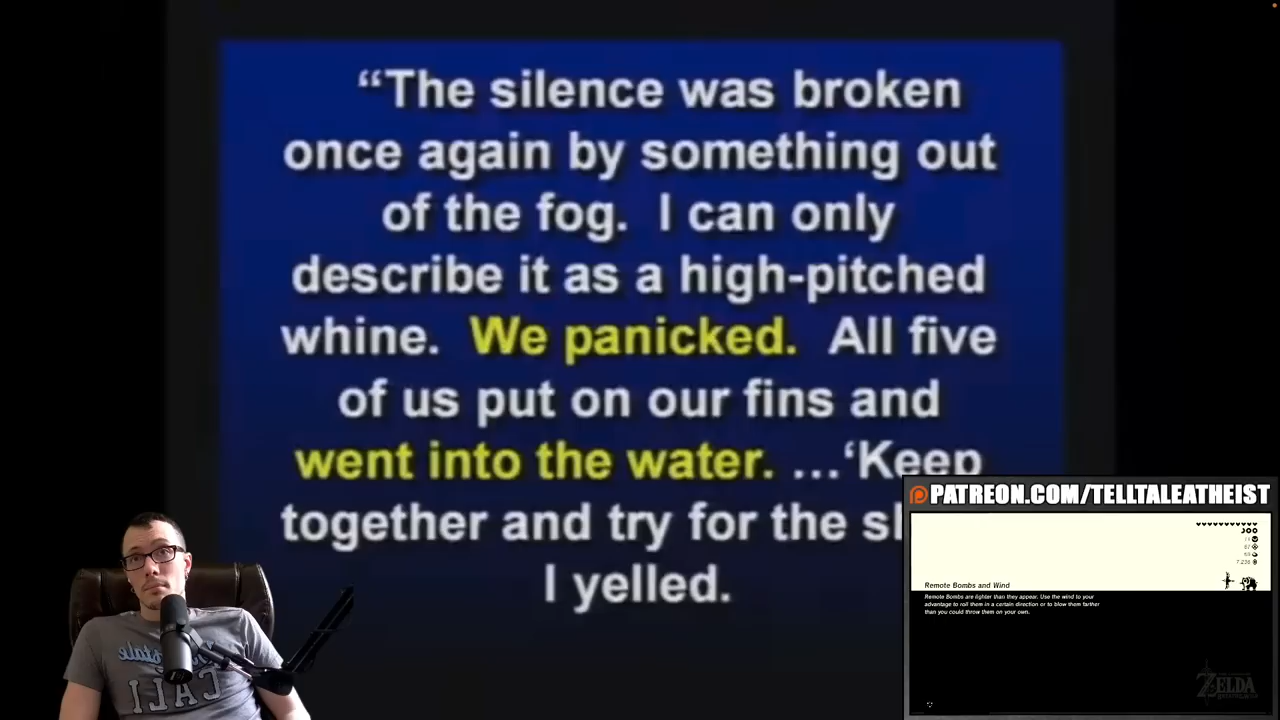 “The silence was broken
once again by something out
of the fog.  I can only
describe it as a high-pitched
whine.  We panicked.  All five
of us put on our fins and
went into the water. …‘Keep
together and try for the
I yelled.
PATREON.COM/TELLTALEATHEIST
Remote Bombs and Wind
Remote Bombs are lighter than they appear. Use the wind to your
advantage to roll them in a certain direction or to blow them farther
than you could throw them on your own.
ZELDA
CALI